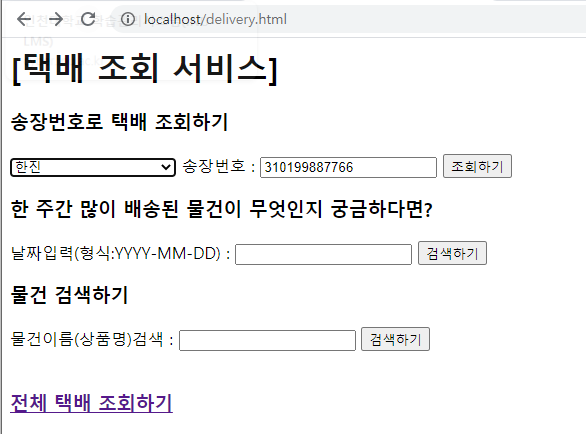 localhost/delivery.html
[택배 조회 서비스]
송장번호로 택배 조회하기
한진 송장번호 : 310199887766 조회하기
한 주간 많이 배송된 물건이 무엇인지 궁금하다면?
날짜입력(형식:YYYY-MM-DD) : 검색하기
물건 검색하기
물건이름(상품명)검색 : 검색하기
전체 택배 조회하기